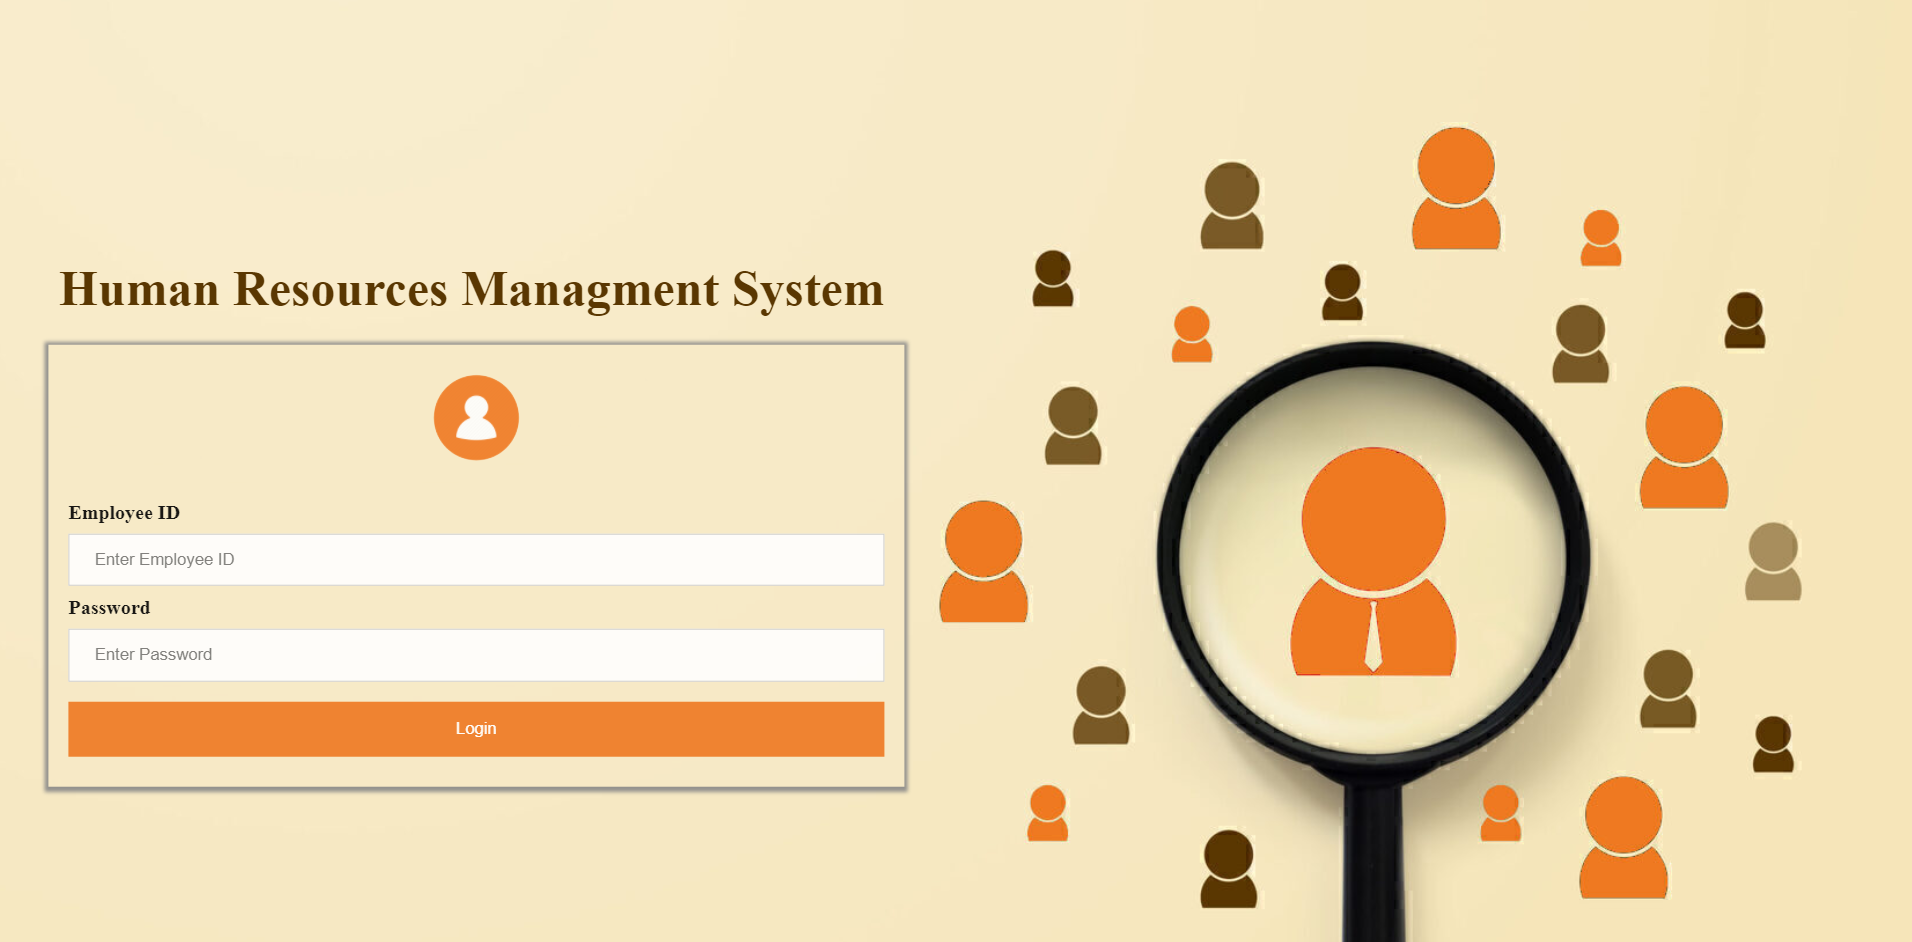 Human Resources Managment System
Employee ID
Enter Employee ID
Password
Enter Password
Login